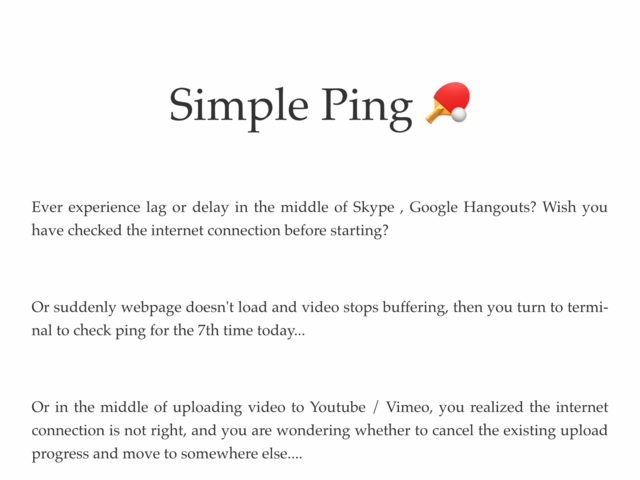 Simple Ping 🏓
Ever experience lag or delay in the middle of Skype , Google Hangouts? Wish you
have checked the internet connection before starting?
Or suddenly webpage doesn't load and video stops buffering, then you turn to termi-
nal to check ping for the 7th time today...
Or in the middle of uploading video to Youtube / Vimeo, you realized the internet
connection is not right, and you are wondering whether to cancel the existing upload
progress and move to somewhere else....